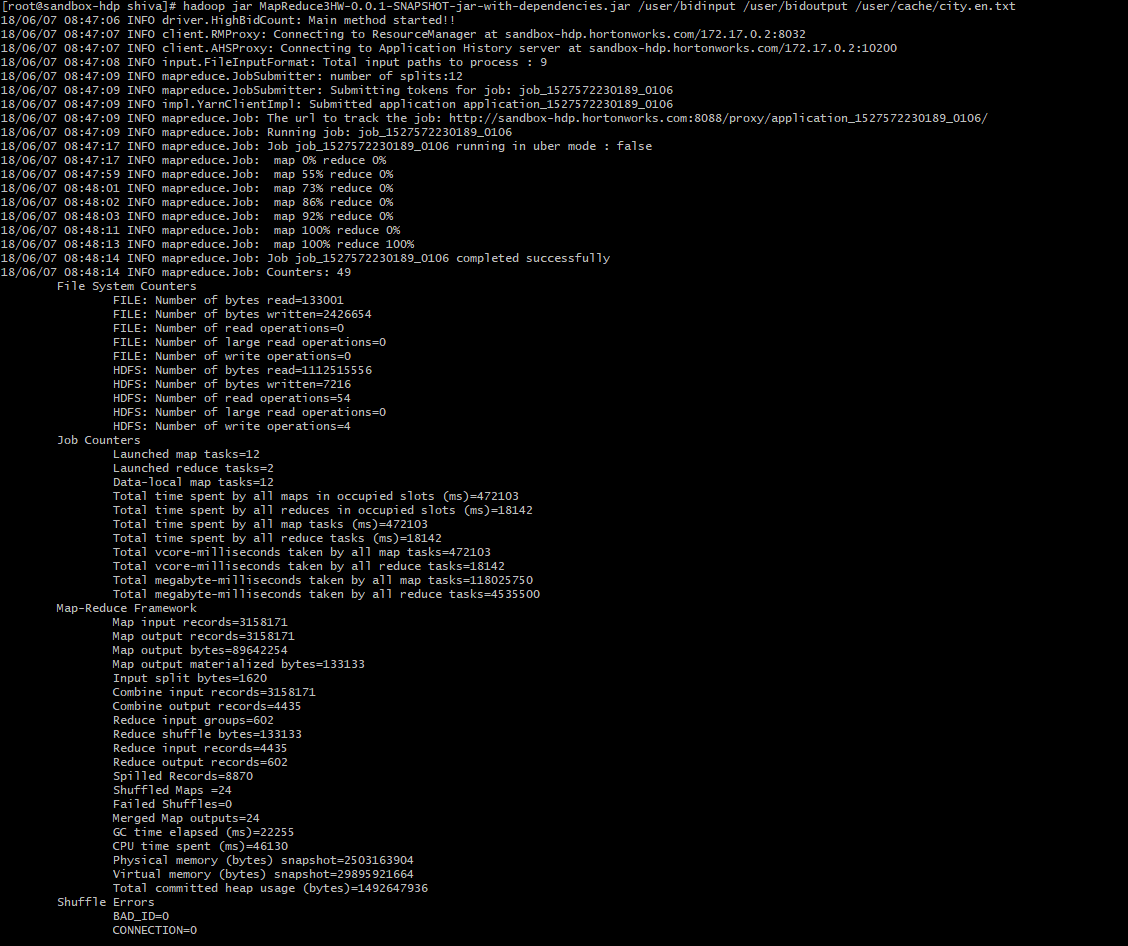 [root@sandbox-hdp shiva]# hadoop jar MapReduce3HW-0.0.1-SNAPSHOT-jar-with-dependencies.jar /user/bidinput /user/bidoutput /user/cache/city.en.txt
18/06/07 08:47:06 INFO driver.HighBidCount: Main method started!!
18/06/07 08:47:07 INFO client.RMProxy: Connecting to ResourceManager at sandbox-hdp.hortonworks.com/172.17.0.2:8032
18/06/07 08:47:07 INFO client.AHSProxy: Connecting to Application History server at sandbox-hdp.hortonworks.com/172.17.0.2:10200
18/06/07 08:47:08 INFO input.FileInputFormat: Total input paths to process : 9
18/06/07 08:47:09 INFO mapreduce.JobSubmitter: number of splits:12
18/06/07 08:47:09 INFO mapreduce.JobSubmitter: Submitting tokens for job: job_1527572230189_0106
18/06/07 08:47:09 INFO impl.YarnClientImpl: Submitted application application_1527572230189_0106
18/06/07 08:47:09 INFO mapreduce.Job: The url to track the job: http://sandbox-hdp.hortonworks.com:8088/proxy/application_1527572230189_0106/
18/06/07 08:47:09 INFO mapreduce.Job: Running job: job_1527572230189_0106
18/06/07 08:47:17 INFO mapreduce.Job: Job job_1527572230189_0106 running in uber mode : false
18/06/07 08:47:17 INFO mapreduce.Job:  map 0% reduce 0%
18/06/07 08:47:59 INFO mapreduce.Job:  map 55% reduce 0%
18/06/07 08:48:01 INFO mapreduce.Job:  map 73% reduce 0%
18/06/07 08:48:02 INFO mapreduce.Job:  map 86% reduce 0%
18/06/07 08:48:03 INFO mapreduce.Job:  map 92% reduce 0%
18/06/07 08:48:11 INFO mapreduce.Job:  map 100% reduce 0%
18/06/07 08:48:13 INFO mapreduce.Job:  map 100% reduce 100%
18/06/07 08:48:14 INFO mapreduce.Job: Job job_1527572230189_0106 completed successfully
18/06/07 08:48:14 INFO mapreduce.Job: Counters: 49
File System Counters
FILE: Number of bytes read=133001
FILE: Number of bytes written=2426654
FILE: Number of read operations=0
FILE: Number of large read operations=0
FILE: Number of write operations=0
HDFS: Number of bytes read=1112515556
HDFS: Number of bytes written=7216
HDFS: Number of read operations=54
HDFS: Number of large read operations=0
HDFS: Number of write operations=4
Job Counters
Launched map tasks=12
Launched reduce tasks=2
Data-local map tasks=12
Total time spent by all maps in occupied slots (ms)=472103
Total time spent by all reduces in occupied slots (ms)=18142
Total time spent by all map tasks (ms)=472103
Total time spent by all reduce tasks (ms)=18142
Total vcore-milliseconds taken by all map tasks=472103
Total vcore-milliseconds taken by all reduce tasks=18142
Total megabyte-milliseconds taken by all map tasks=118025750
Total megabyte-milliseconds taken by all reduce tasks=4535500
Map-Reduce Framework
Map input records=3158171
Map output records=3158171
Map output bytes=89642254
Map output materialized bytes=133133
Input split bytes=1620
Combine input records=3158171
Combine output records=4435
Reduce input groups=602
Reduce shuffle bytes=133133
Reduce input records=4435
Reduce output records=602
Spilled Records=8870
Shuffled Maps =24
Failed Shuffles=0
Merged Map outputs=24
GC time elapsed (ms)=22255
CPU time spent (ms)=46130
Physical memory (bytes) snapshot=2503163904
Virtual memory (bytes) snapshot=29895921664
Total committed heap usage (bytes)=1492647936
Shuffle Errors
BAD_ID=0
CONNECTION=0